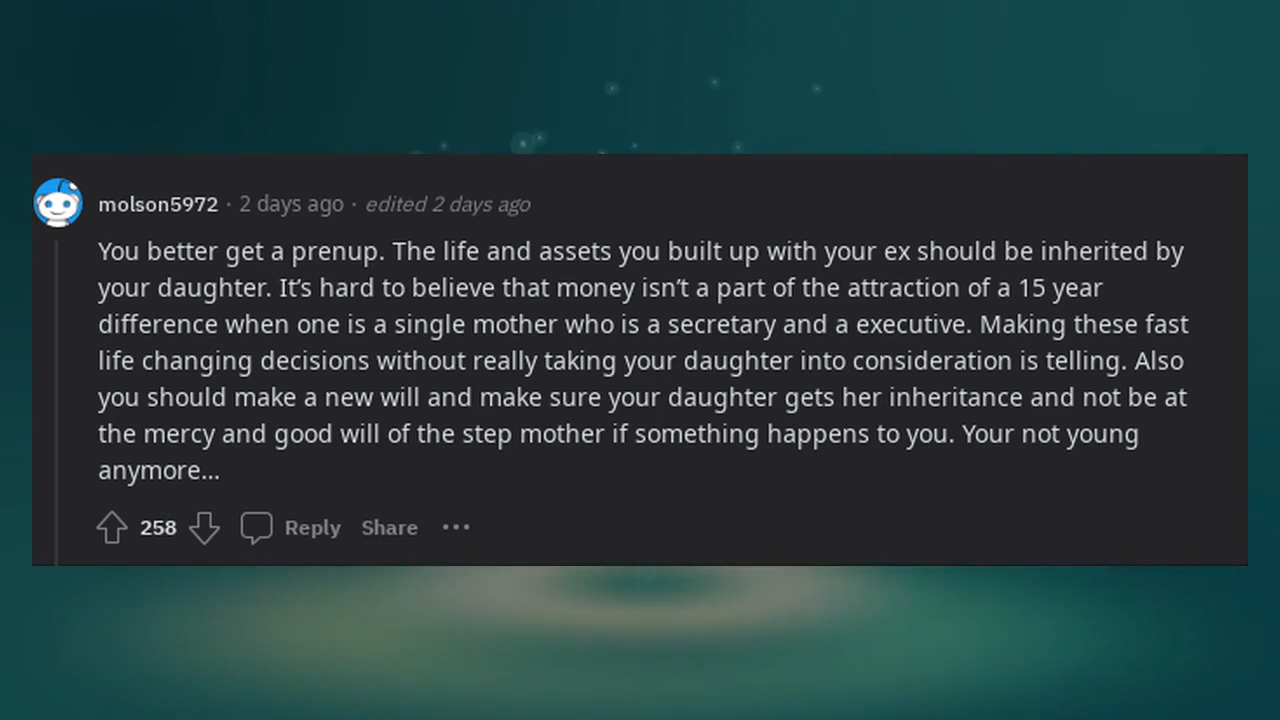 molson5972 · 2 days ago · edited 2 days ago
You better get a prenup. The life and assets you built up with your ex should be inherited by
your daughter. It’s hard to believe that money isn’t a part of the attraction of a 15 year
difference when one is a single mother who is a secretary and a executive. Making these fast
life changing decisions without really taking your daughter into consideration is telling. Also
you should make a new will and make sure your daughter gets her inheritance and not be at
the mercy and good will of the step mother if something happens to you. Your not young
anymore...
258 Reply Share ···